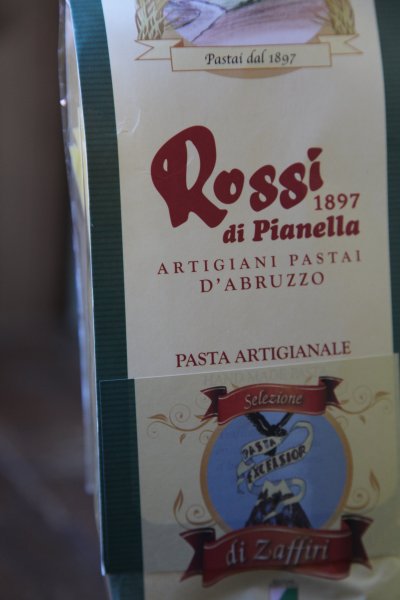 Pastai dal 1897
Rossi
1897
di Pianella
ARTIGIANI PASTAI
D'ABRUZZO
PASTA ARTIGIANALE
Selezione
PASTA
EXCELSIOR
di Zaffiri